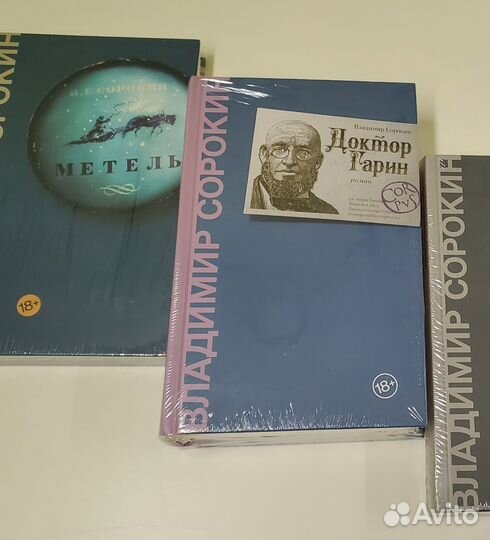 СОРОКИН
В.Г. СОРОКИН
МЕТЕЛЬ
18+
ВЛАДИМИР СОРОКИН
Владимир Сорокин
Доктор
Гарин
роман
18+
ВЛАДИМИР СОРОКИН
Avito